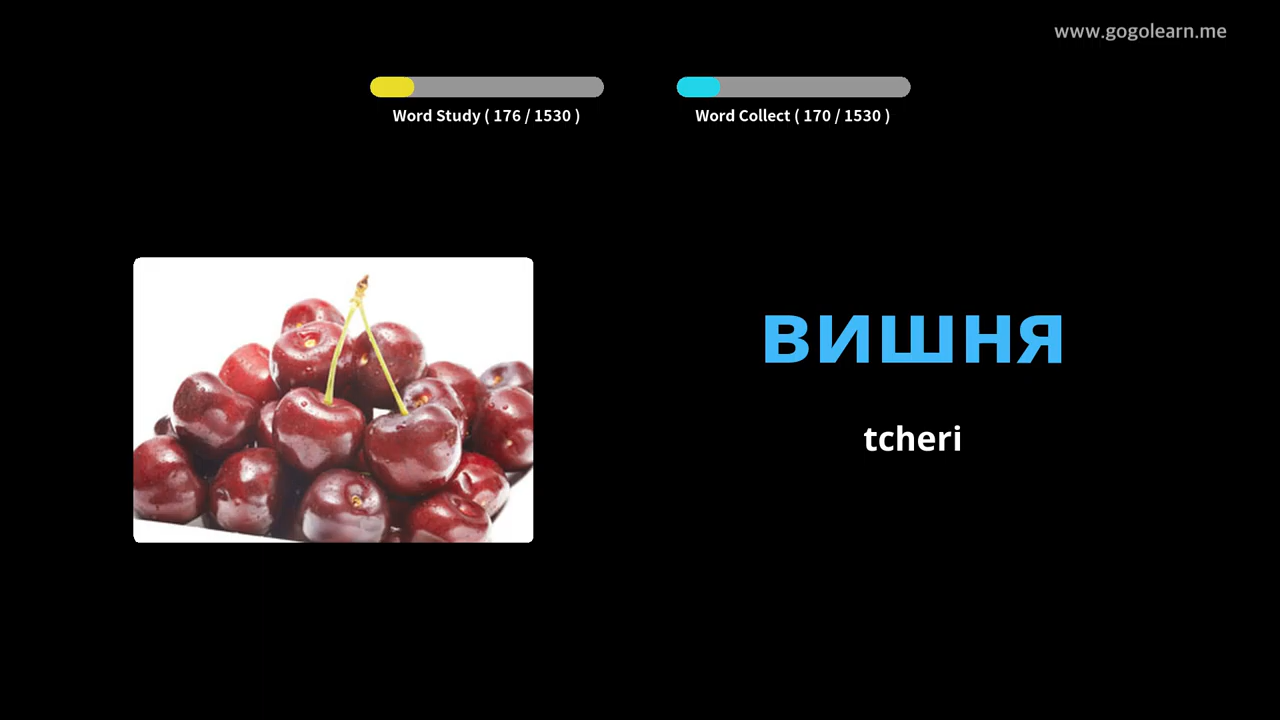 www.gogolearn.me
Word Study ( 176 / 1530 )
Word Collect ( 170 / 1530 )
вишня
tcheri